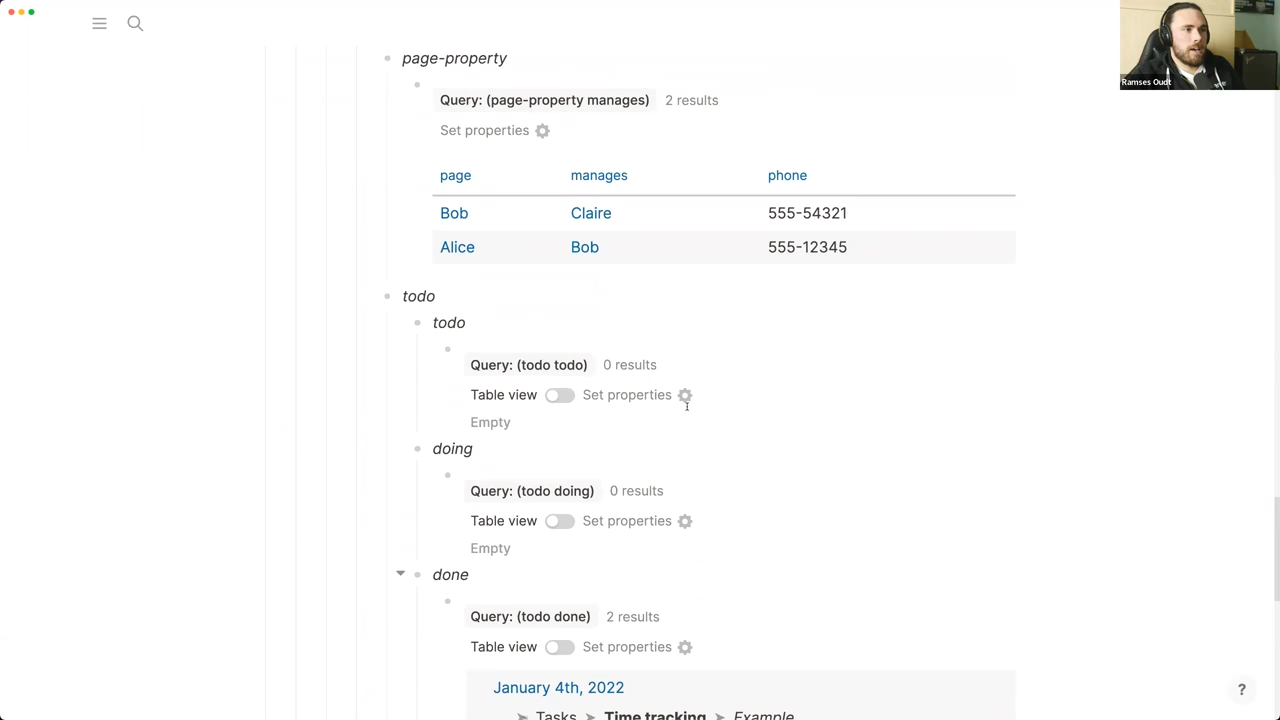 page-property
Query: (page-property manages) 2 results
Set properties
page manages phone
Bob Claire 555-54321
Alice Bob 555-12345
todo
todo
Query: (todo todo) 0 results
Table view Set properties
Empty
doing
Query: (todo doing) 0 results
Table view Set properties
Empty
done
Query: (todo done) 2 results
Table view Set properties
January 4th, 2022
➤ Tasks ➤ Time tracking ➤ Example
Ramses Oudt
?